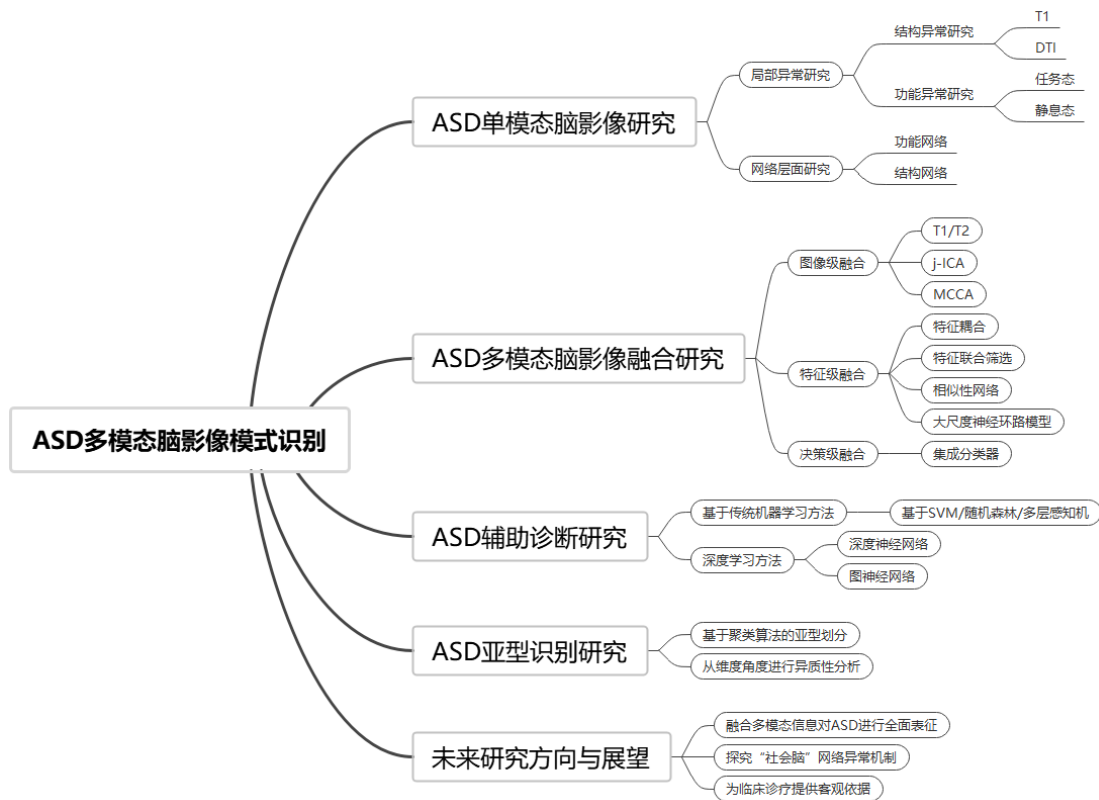 ASD多模态脑影像模式识别
ASD单模态脑影像研究
局部异常研究
结构异常研究
T1
DTI
功能异常研究
任务态
静息态
网络层面研究
功能网络
结构网络
ASD多模态脑影像融合研究
图像级融合
T1/T2
j-ICA
MCCA
特征级融合
特征耦合
特征联合筛选
相似性网络
大尺度神经环路模型
决策级融合
集成分类器
ASD辅助诊断研究
基于传统机器学习方法
基于SVM/随机森林/多层感知机
深度学习方法
深度神经网络
图神经网络
ASD亚型识别研究
基于聚类算法的亚型划分
从维度角度进行异质性分析
未来研究方向与展望
融合多模态信息对ASD进行全面表征
探究“社会脑”网络异常机制
为临床诊疗提供客观依据